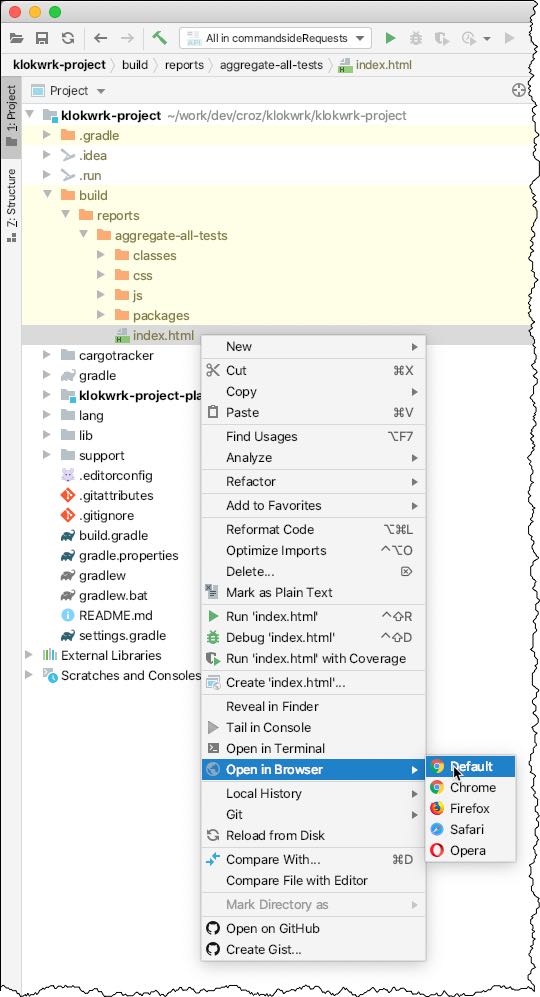 All in commandsideRequests
klokwrk-project build reports aggregate-all-tests index.html
1: Project
Project
klokwrk-project ~/work/dev/croz/klokwrk/klokwrk-project
.gradle
.idea
.run
Z: Structure
build
reports
aggregate-all-tests
classes
css
js
packages
index.html
cargotracker
gradle
klokwrk-project-pla
lang
lib
support
.editorconfig
.gitattributes
.gitignore
build.gradle
gradle.properties
gradlew
gradlew.bat
README.md
settings.gradle
External Libraries
Scratches and Consoles
New
Cut ⌘X
Copy
Paste ⌘V
Find Usages ⌥F7
Analyze
Refactor
Add to Favorites
Reformat Code ⌥⌘L
Optimize Imports ^⌥O
Delete... ⌦
Mark as Plain Text
Run 'index.html' ^⇧R
Debug 'index.html' ^⇧D
Run 'index.html' with Coverage
Create 'index.html'...
Reveal in Finder
Tail in Console
Open in Terminal
Open in Browser
Local History
Git
Reload from Disk
Compare With... ⌘D
Compare File with Editor
Mark Directory as
Open on GitHub
Create Gist...
Default
Chrome
Firefox
Safari
Opera